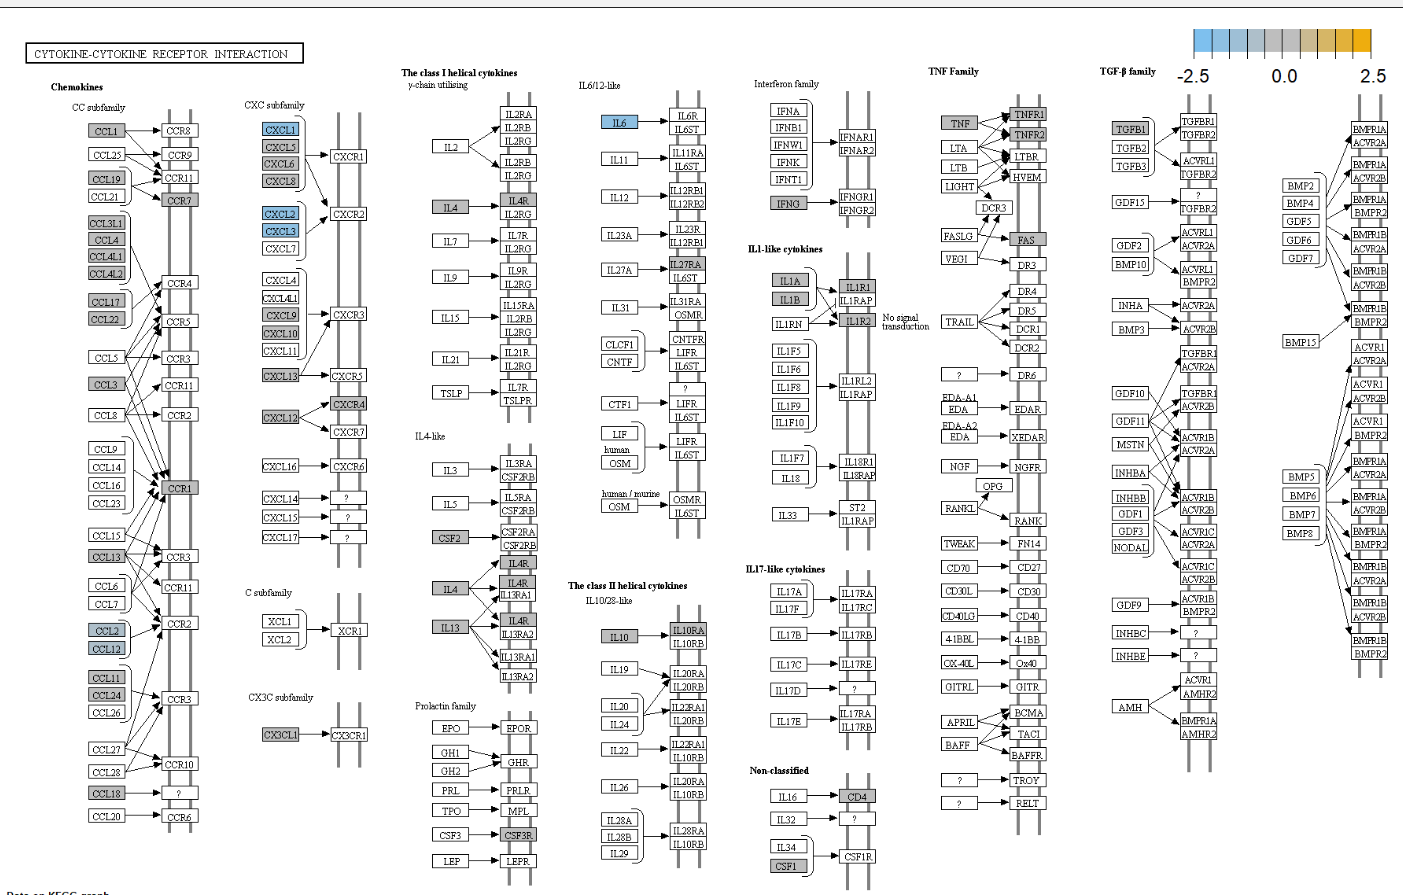 CYTOKINE-CYTOKINE RECEPTOR INTERACTION
-2.5 0.0 2.5
Chemokines
CC subfamily
CCL1 CCR8
CCL25 CCR9
CCL19 CCR11
CCL21
CCR7
CCL3L1
CCL4
CCL4L1
CCL4L2
CCR4
CCL17
CCL22
CCR5
CCL5 CCR3
CCL3 CCR11
CCL8 CCR2
CCL9
CCL14
CCL16
CCL23
CCR1
CCL15
CCL13 CCR3
CCL6 CCR11
CCL7
CCR2
CCL2
CCL12
CCL11
CCL24 CCR3
CCL26
CCL27
CCL28 CCR10
CCL18 ?
CCL20 CCR6
CXC subfamily
CXCL1
CXCL5
CXCL6 CXCR1
CXCL8
CXCL2 CXCR2
CXCL3
CXCL7
CXCL4
CXCL4L1
CXCL9 CXCR3
CXCL10
CXCL11
CXCL13 CXCR5
CXCL12 CXCR4
CXCR7
CXCL16 CXCR6
CXCL14 ?
CXCL15 ?
CXCL17 ?
C subfamily
XCL1
XCR1
XCL2
CX3C subfamily
CX3CL1 CX3CR1
The class I helical cytokines
γ-chain utilising
IL2RA
IL2RB
IL2RG
IL2
IL2RB
IL2RG
IL4 IL4R
IL2RG
IL7 IL7R
IL2RG
IL9 IL9R
IL2RG
IL15 IL15RA
IL2RB
IL2RG
IL21 IL21R
IL2RG
TSLP IL7R
TSLPR
IL4-like
IL3 IL3RA
CSF2RB
IL5 IL5RA
CSF2RB
CSF2 CSF2RA
CSF2RB
IL4R
IL4 IL4R
IL13RA1
IL13 IL4R
IL13RA2
IL13RA1
IL13RA2
Prolactin family
EPO EPOR
GH1
GHR
GH2
PRL PRLR
TPO MPL
CSF3 CSF3R
LEP LEPR
IL6/12-like
IL6 IL6R
IL6ST
IL11 IL11RA
IL6ST
IL12 IL12RB1
IL12RB2
IL23A IL23R
IL12RB1
IL27A IL27RA
IL6ST
IL31 IL31RA
OSMR
CLCF1 CNTFR
CNTF LIFR
IL6ST
?
CTF1 LIFR
IL6ST
LIF LIFR
human
OSM IL6ST
human / murine
OSM OSMR
IL6ST
The class II helical cytokines
IL10/28-like
IL10 IL10RA
IL10RB
IL19 IL20RA
IL20RB
IL20 IL22RA1
IL24 IL20RB
IL22 IL22RA1
IL10RB
IL26 IL20RA
IL10RB
IL28A
IL28B IL28RA
IL29 IL10RB
Interferon family
IFNA
IFNB1
IFNW1 IFNAR1
IFNK IFNAR2
IFNT1
IFNG IFNGR1
IFNGR2
IL1-like cytokines
IL1A IL1R1
IL1B IL1RAP
IL1RN IL1R2
No signal
transduction
IL1F5
IL1F6
IL1F8 IL1RL2
IL1F9 IL1RAP
IL1F10
IL1F7 IL18R1
IL18 IL18RAP
IL33 ST2
IL1RAP
IL17-like cytokines
IL17A IL17RA
IL17F IL17RC
IL17B IL17RB
IL17C IL17RE
IL17D ?
IL17E IL17RA
IL17RB
Non-classified
IL16 CD4
IL32 ?
IL34
CSF1R
CSF1
TNF Family
TNF TNFR1
TNFR2
LTA LTBR
LTB
LIGHT HVEM
DCR3
FASLG FAS
VEGI DR3
DR4
DR5
TRAIL DCR1
DCR2
? DR6
EDA-A1
EDA EDAR
EDA-A2
EDA XEDAR
NGF NGFR
OPG
RANKL RANK
TWEAK FN14
CD70 CD27
CD30L CD30
CD40LG CD40
4-1BBL 4-1BB
OX-40L Ox40
GITRL GITR
APRIL BCMA
TACI
BAFF BAFFR
? TROY
? RELT
TGF-β family
TGFB1 TGFBR1
TGFB2 TGFBR2
TGFB3 ACVRL1
TGFBR2
GDF15 ?
TGFBR2
GDF2 ACVRL1
ACVR2A
BMP10 ACVRL1
BMPR2
INHA ACVR2A
BMP3 ACVR2B
TGFBR1
ACVR2A
GDF10 TGFBR1
ACVR2B
GDF11
MSTN ACVR1B
ACVR2A
INHBA
INHBB ACVR1B
GDF1 ACVR2B
GDF3 ACVR1C
NODAL ACVR2A
ACVR1C
ACVR2B
GDF9 ACVR1B
BMPR2
INHBC ?
INHBE ?
ACVR1
AMHR2
AMH
BMPR1A
AMHR2
BMPR1A
ACVR2A
BMPR1A
ACVR2B
BMP2
BMP4 BMPR1A
BMPR2
GDF5
GDF6 BMPR1B
ACVR2A
GDF7
BMPR1B
ACVR2B
BMPR1B
BMPR2
BMP15
ACVR1
ACVR2A
ACVR1
ACVR2B
ACVR1
BMPR2
BMP5 BMPR1A
ACVR2A
BMP6 BMPR1A
ACVR2B
BMP7
BMP8 BMPR1A
BMPR2
BMPR1B
ACVR2A
BMPR1B
ACVR2B
BMPR1B
BMPR2
Data on KEGG graph